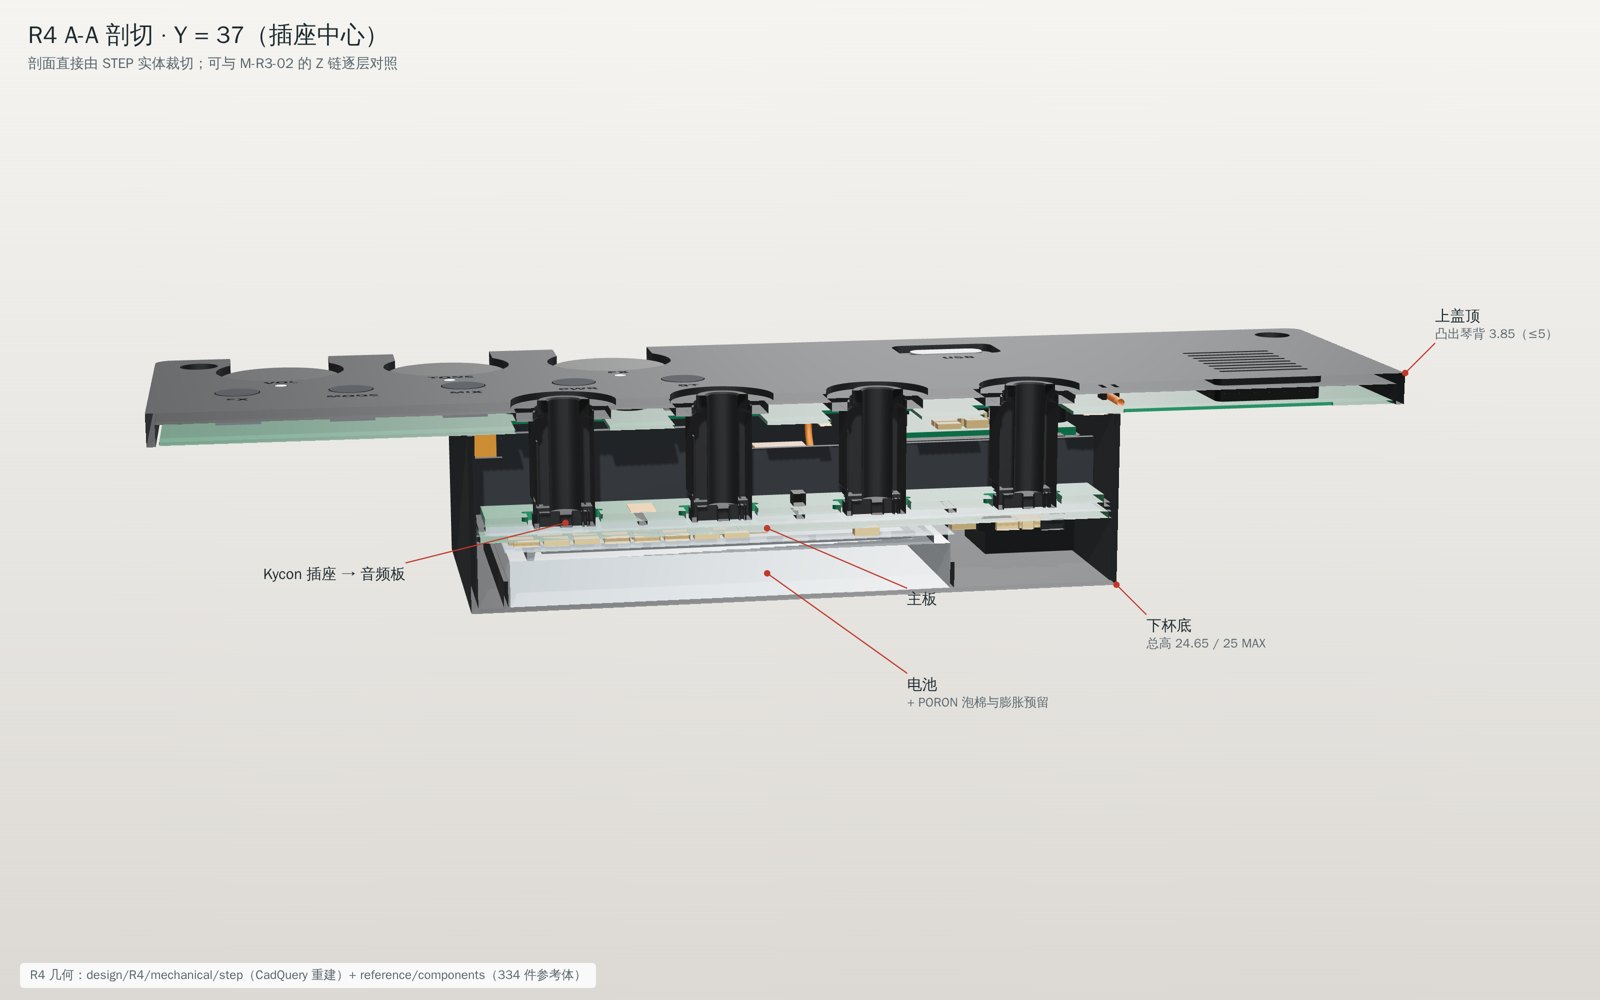 R4 A-A 剖切 · Y = 37（插座中心）
剖面直接由 STEP 实体裁切；可与 M-R3-02 的 Z 链逐层对照
上盖顶
凸出琴背 3.85（≤5）
USB
Kycon 插座 → 音频板
主板
下杯底
总高 24.65 / 25 MAX
电池
+ PORON 泡棉与膨胀预留
R4 几何：design/R4/mechanical/step（CadQuery 重建）+ reference/components（334 件参考体）